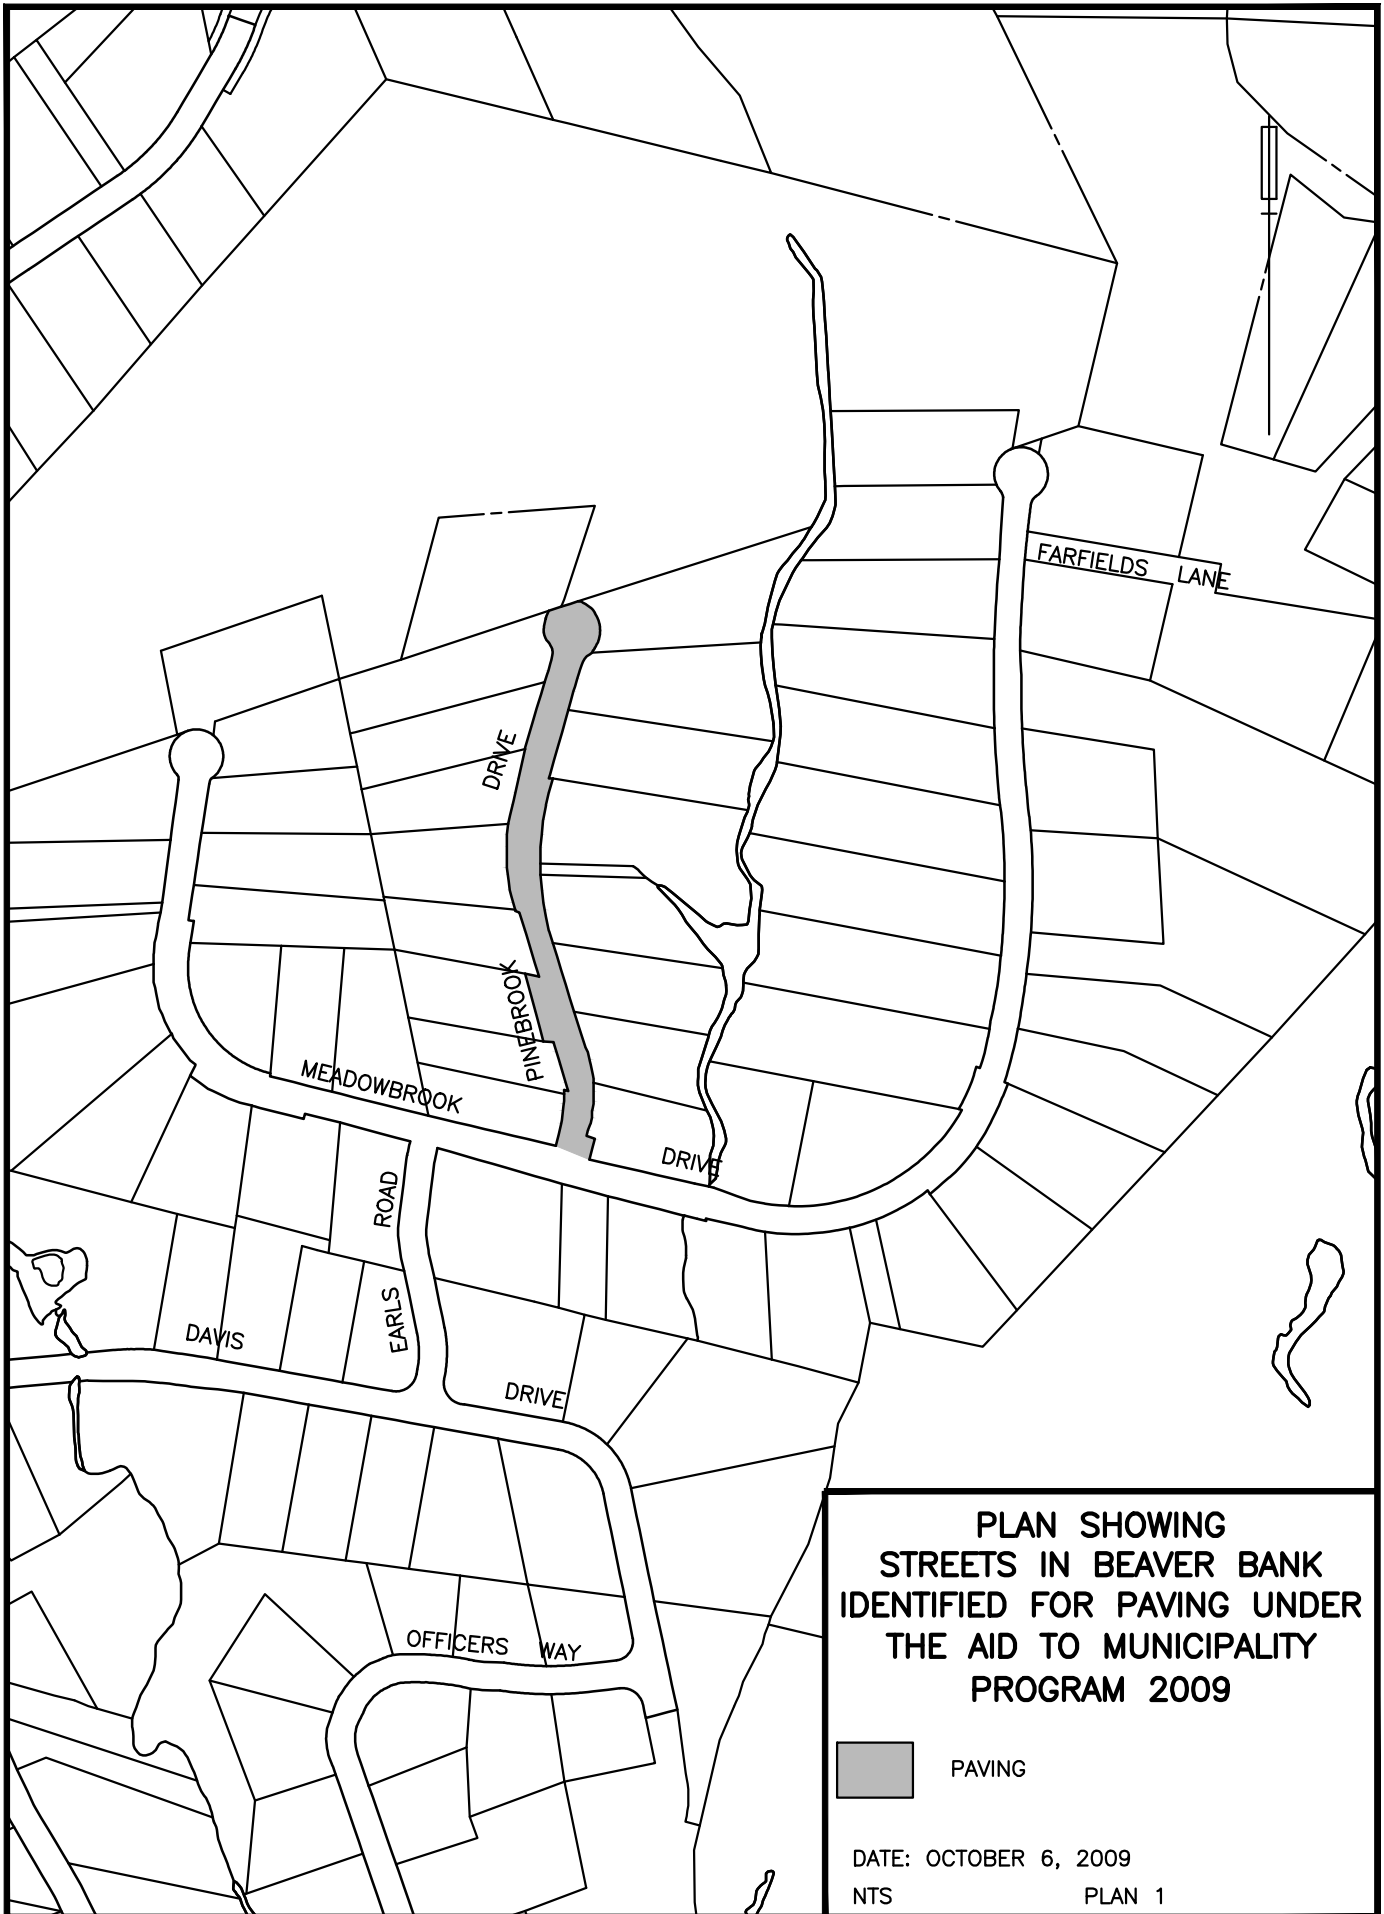 FARFIELDS LANE
DRIVE
PINEBROOK
MEADOWBROOK
DRIVE
ROAD
EARLS
DAVIS
DRIVE
OFFICERS WAY
PLAN SHOWING
STREETS IN BEAVER BANK
IDENTIFIED FOR PAVING UNDER
THE AID TO MUNICIPALITY
PROGRAM 2009
PAVING
DATE: OCTOBER 6, 2009
NTS PLAN 1